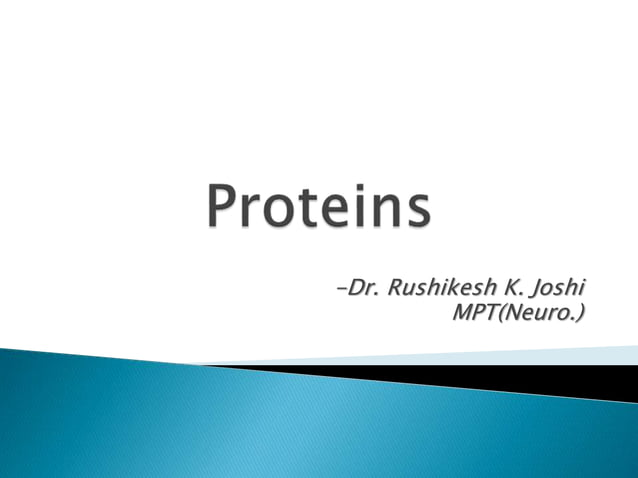 Proteins
-Dr. Rushikesh K. Joshi
MPT(Neuro.)